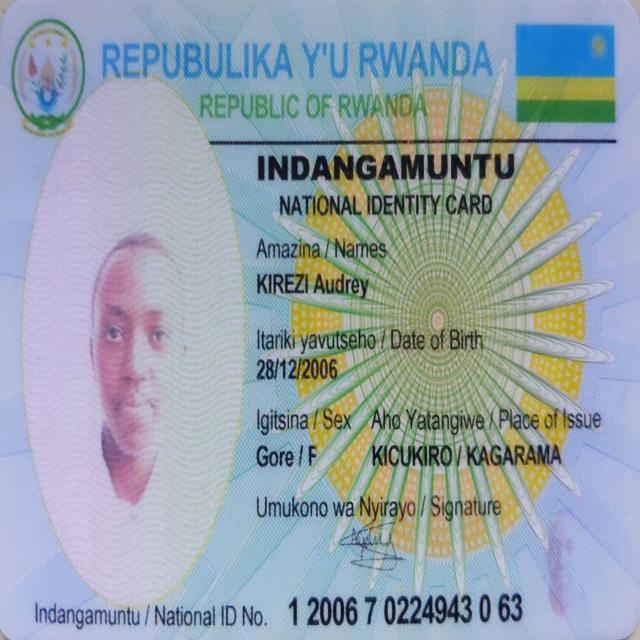 REPUBULIKA Y'U RWANDA
REPUBLIC OF RWANDA
INDANGAMUNTU
NATIONAL IDENTITY CARD
Amazina / Names
KIREZI Audrey
Itariki yavutseho / Date of Birth
28/12/2006
Igitsina / Sex Aho Yatangiwe / Place of Issue
Gore / F KICUKIRO / KAGARAMA
Umukono wa Nyirayo / Signature
Indangamuntu / National ID No. 1 2006 7 0224943 0 63